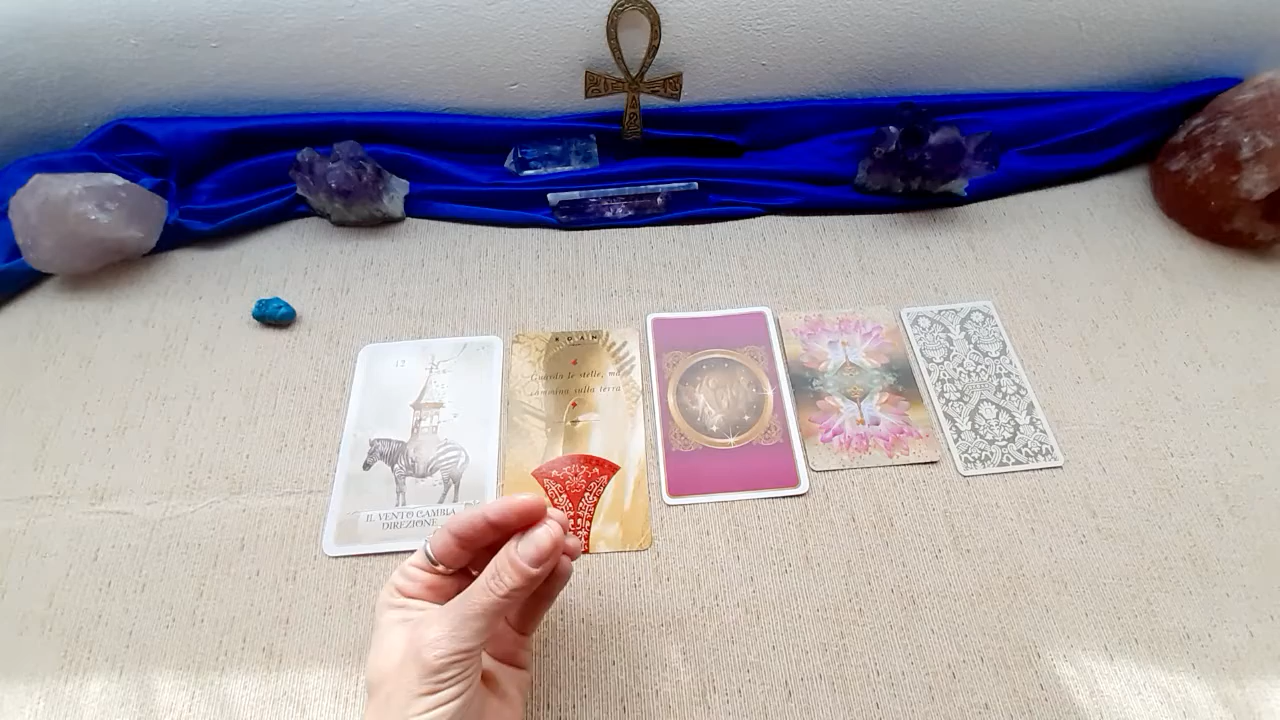 12
IL VENTO CAMBIA
DIREZIONE
Guarda le stelle, ma
cammina sulla terra